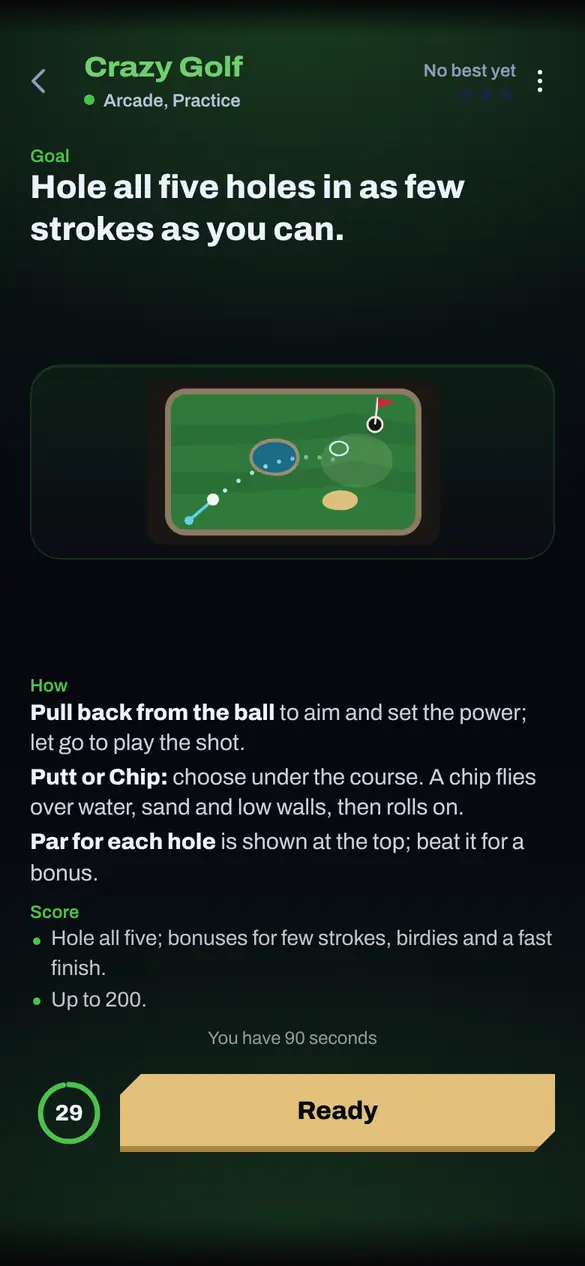 Crazy Golf
No best yet
Arcade, Practice
Goal
Hole all five holes in as few
strokes as you can.
How
Pull back from the ball to aim and set the power;
let go to play the shot.
Putt or Chip: choose under the course. A chip flies
over water, sand and low walls, then rolls on.
Par for each hole is shown at the top; beat it for a
bonus.
Score
Hole all five; bonuses for few strokes, birdies and a fast
finish.
Up to 200.
You have 90 seconds
29
Ready